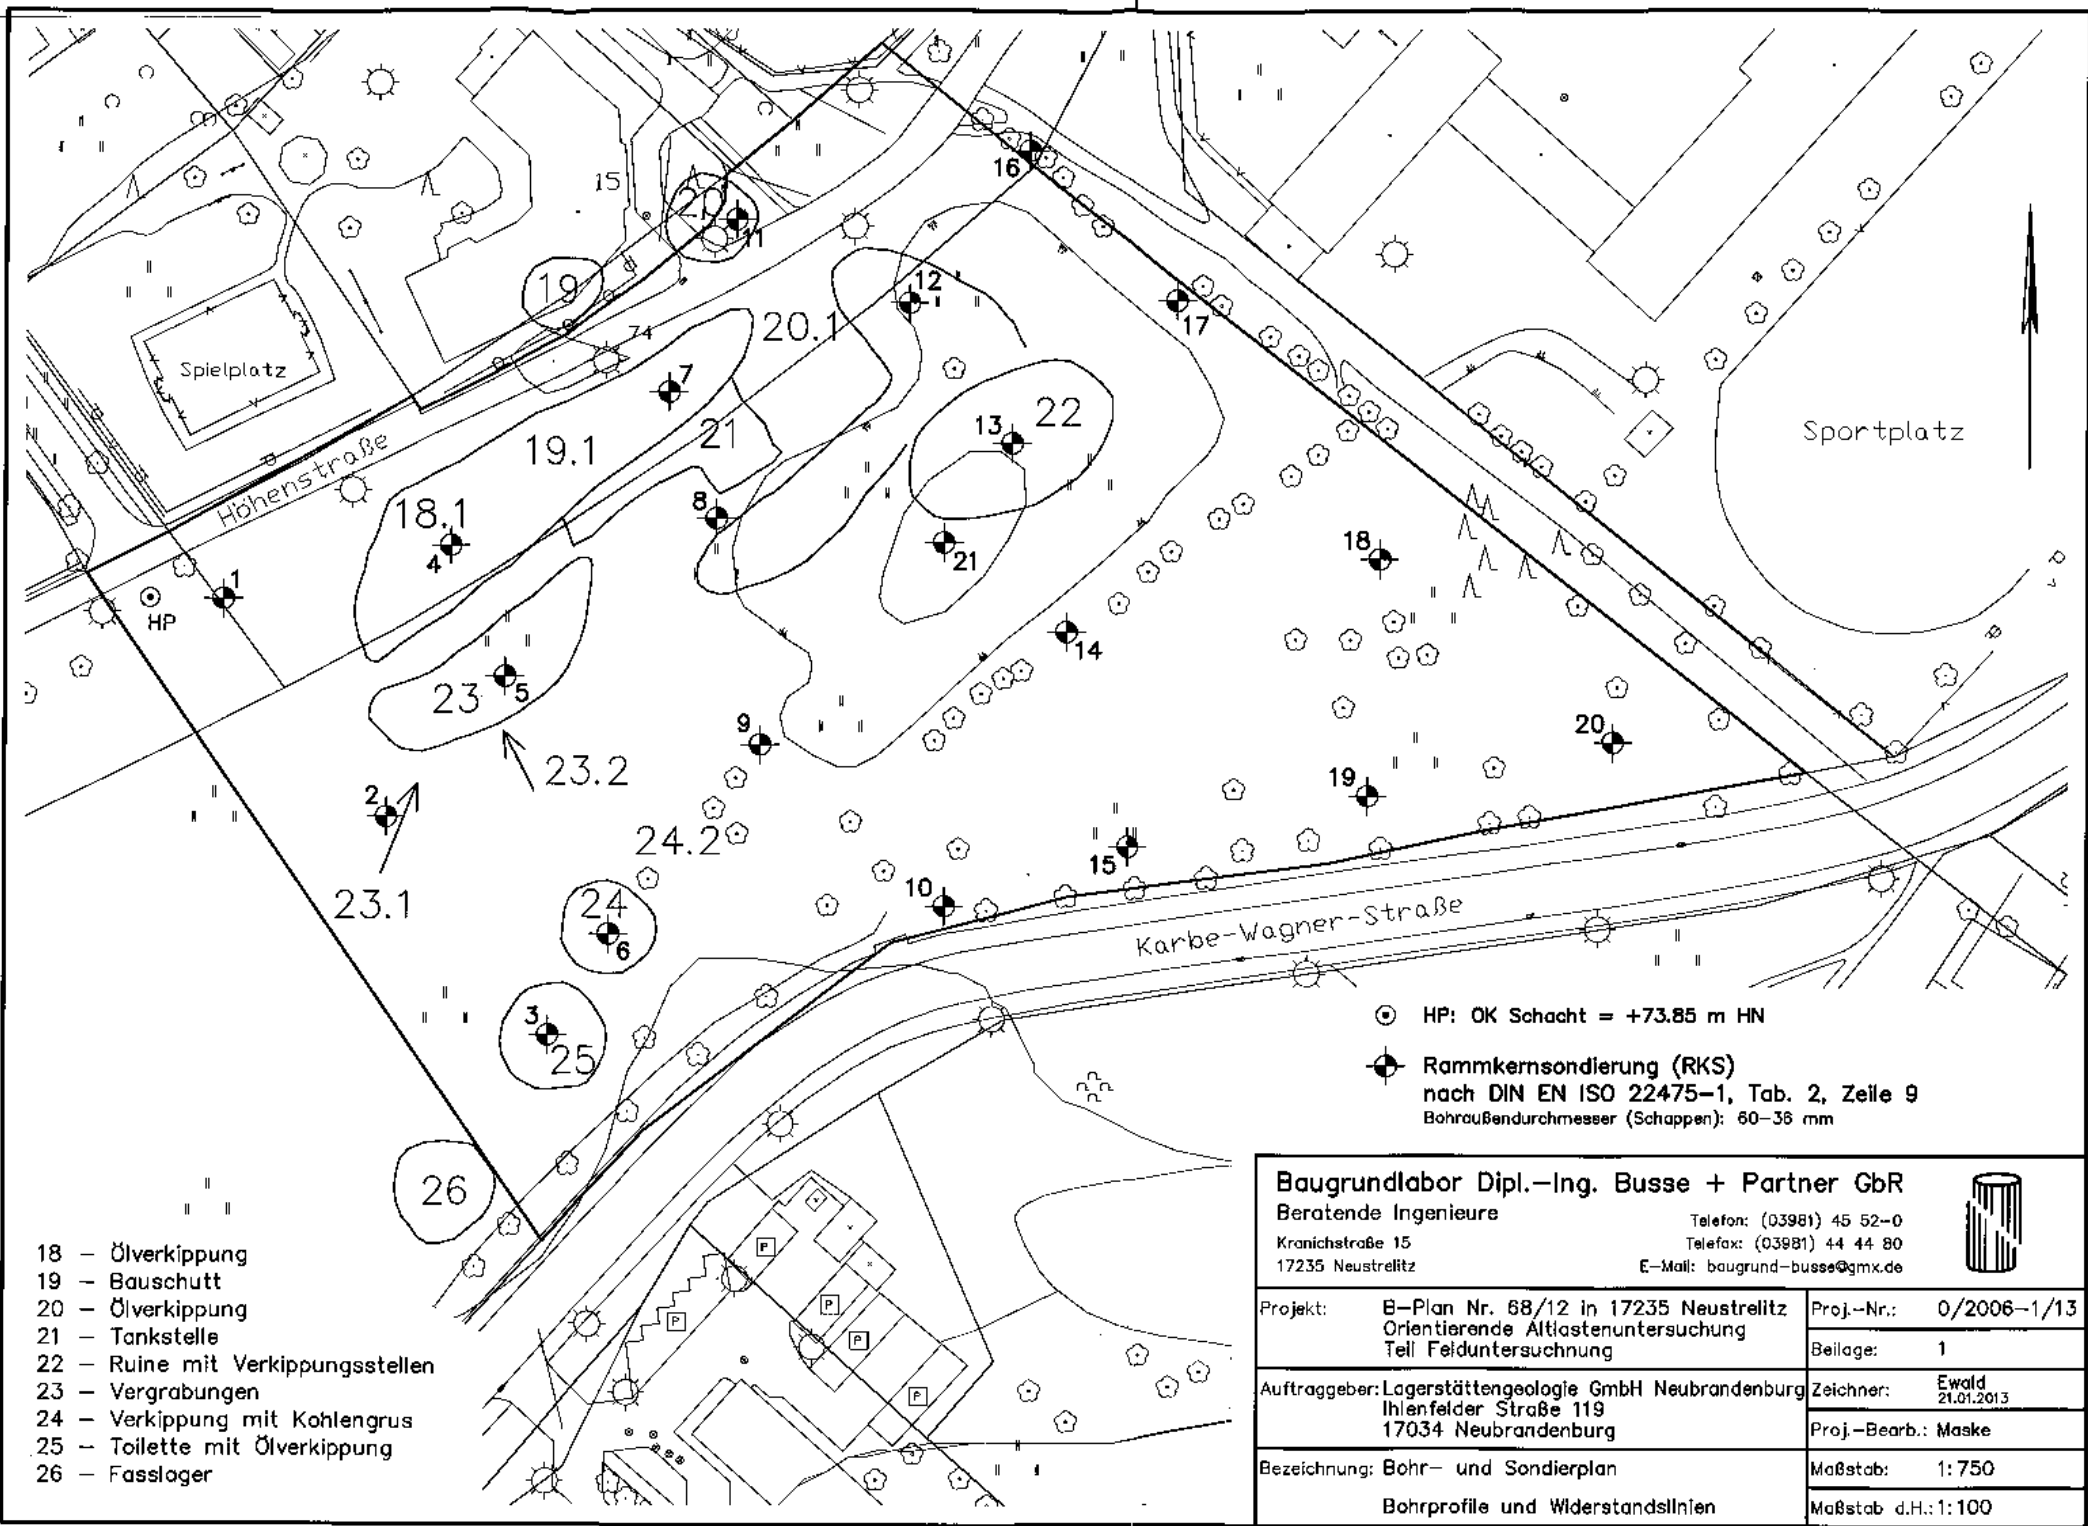 16
15
11
19
12
20.1
17
74
Spielplatz
7
22
13
21
19.1
Sportplatz
Höhenstraße
18.1
8
4
21
18
1
HP
14
5
23
9
20
23.2
19
2
24.2
15
23.1
10
24
6
Karbe-Wagner-Straße
3
25
26
HP: OK Schacht = +73.85 m HN
Rammkernsondierung (RKS)
nach DIN EN ISO 22475-1, Tab. 2, Zeile 9
Bohraußendurchmesser (Schappen): 60-36 mm
18 - Ölverkippung
19 - Bauschutt
20 - Ölverkippung
21 - Tankstelle
22 - Ruine mit Verkippungsstellen
23 - Vergrabungen
24 - Verkippung mit Kohlengrus
25 - Toilette mit Ölverkippung
26 - Fasslager
P
P
P
P
P
Baugrundlabor Dipl.-Ing. Busse + Partner GbR
Beratende Ingenieure
Telefon: (03981) 45 52-0
Kranichstraße 15
Telefax: (03981) 44 44 80
17235 Neustrelitz
E-Mail: baugrund-busse@gmx.de
Projekt: B-Plan Nr. 68/12 in 17235 Neustrelitz
Orientierende Altlastenuntersuchung
Teil Felduntersuchnung
Proj.-Nr.: O/2006-1/13
Beilage: 1
Auftraggeber: Lagerstättengeologie GmbH Neubrandenburg
Ihlenfelder Straße 119
17034 Neubrandenburg
Zeichner: Ewald
21.01.2013
Proj.-Bearb.: Maske
Bezeichnung: Bohr- und Sondierplan
Bohrprofile und Widerstandslinien
Maßstab: 1:750
Maßstab d.H.: 1:100